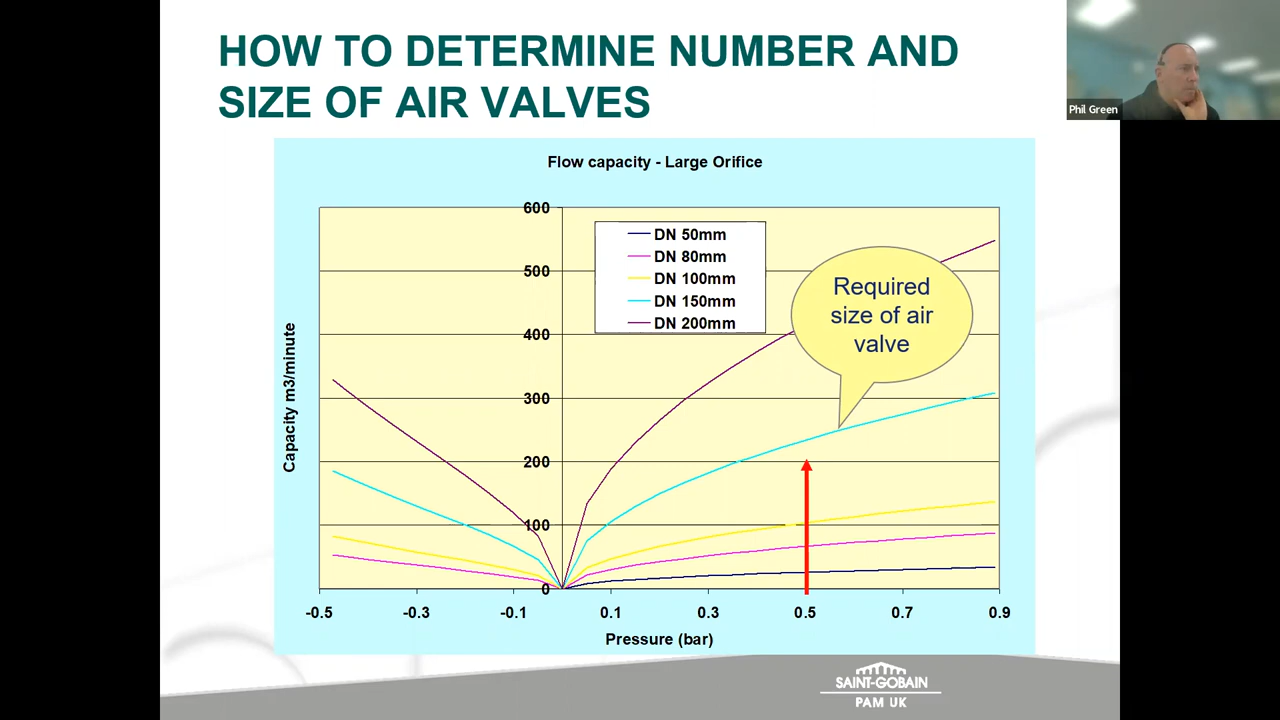 HOW TO DETERMINE NUMBER AND
SIZE OF AIR VALVES
Phil Green
Flow capacity - Large Orifice
600
500
400
300
200
100
0
DN 50mm
DN 80mm
DN 100mm
DN 150mm
DN 200mm
Required
size of air
valve
Capacity m3/minute
-0.5 -0.3 -0.1 0.1 0.3 0.5 0.7 0.9
Pressure (bar)
SAINT-GOBAIN
PAM UK